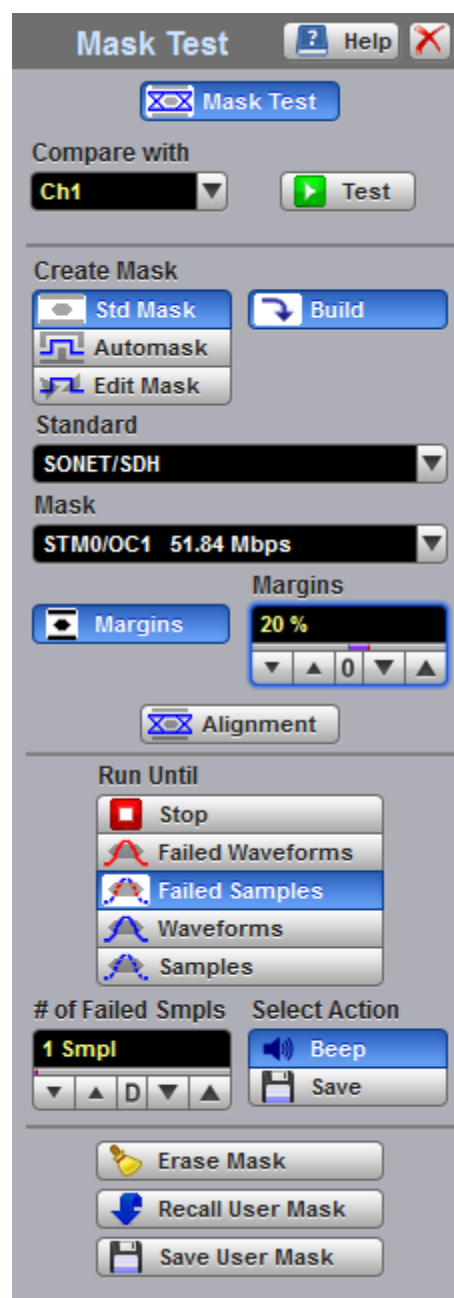 Mask Test ? Help
Mask Test
Compare with
Ch1 Test
Create Mask
Std Mask Build
Automask
Edit Mask
Standard
SONET/SDH
Mask
STM0/OC1 51.84 Mbps
Margins
Margins 20 %
0
Alignment
Run Until
Stop
Failed Waveforms
Failed Samples
Waveforms
Samples
# of Failed Smpls Select Action
1 Smpl Beep
D Save
Erase Mask
Recall User Mask
Save User Mask